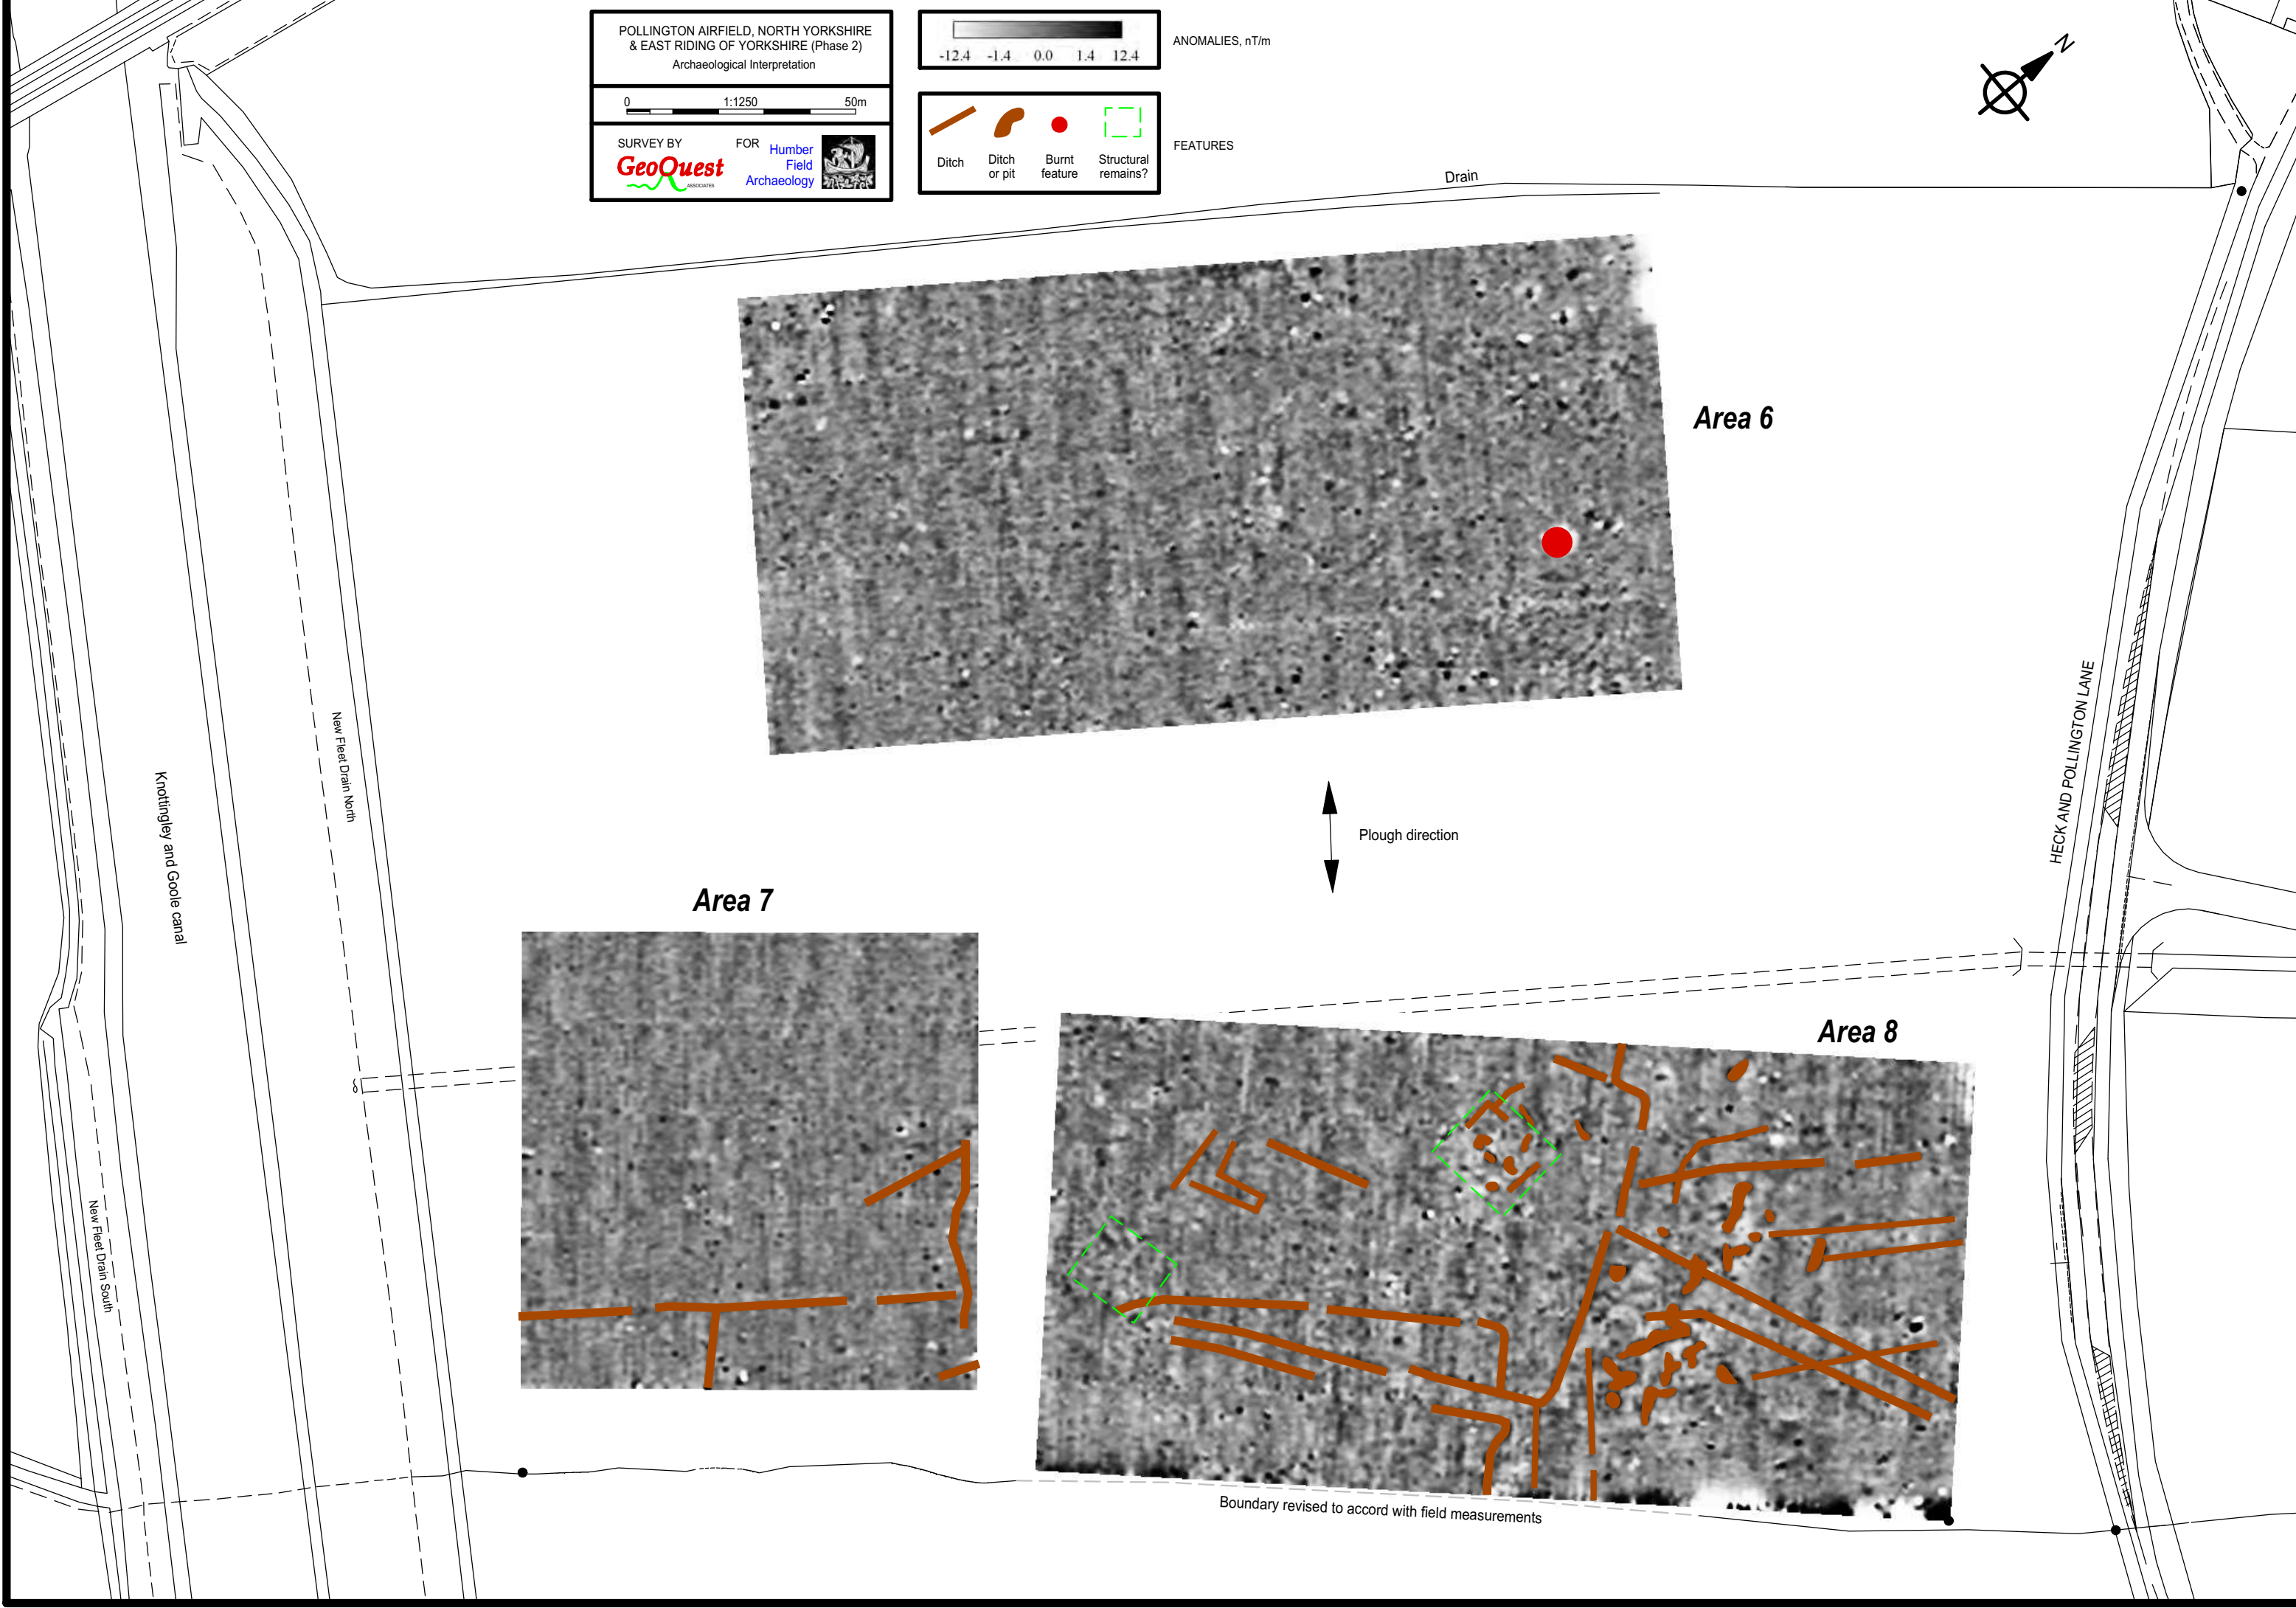 POLLINGTON AIRFIELD, NORTH YORKSHIRE
& EAST RIDING OF YORKSHIRE (Phase 2)
Archaeological Interpretation
0 1:1250 50m
SURVEY BY
GeoQuest
ASSOCIATES
FOR
Humber
Field
Archaeology
-12.4 -1.4 0.0 1.4 12.4
ANOMALIES, nT/m
Ditch
Ditch
or pit
Burnt
feature
Structural
remains?
FEATURES
N
Drain
Area 6
HECK AND POLLINGTON LANE
New Fleet Drain North
Knottingley and Goole canal
Plough direction
Area 7
Area 8
New Fleet Drain South
Boundary revised to accord with field measurements